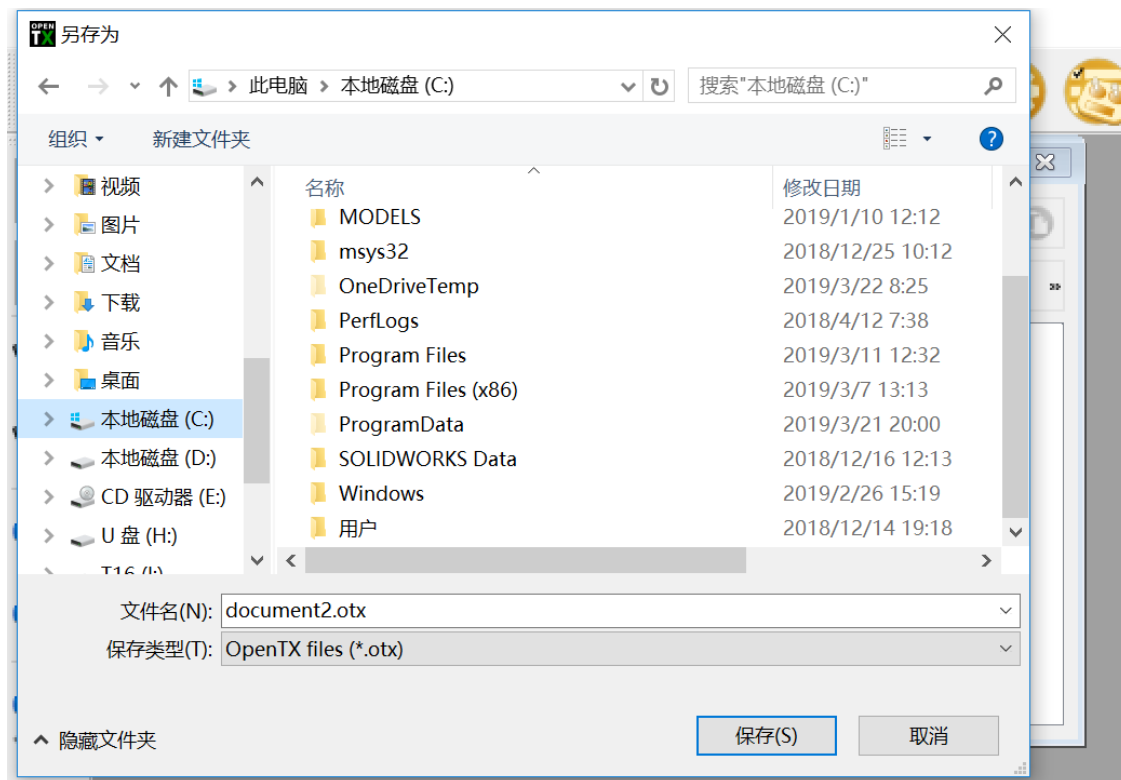 OPEN TX 另存为
此电脑 本地磁盘 (C:) 搜索"本地磁盘 (C:)"
组织 新建文件夹
名称 修改日期
视频
图片
文档
下载
音乐
桌面
本地磁盘 (C:)
本地磁盘 (D:)
CD 驱动器 (E:)
U 盘 (H:)
T16 (I:)
MODELS 2019/1/10 12:12
msys32 2018/12/25 10:12
OneDriveTemp 2019/3/22 8:25
PerfLogs 2018/4/12 7:38
Program Files 2019/3/11 12:32
Program Files (x86) 2019/3/7 13:13
ProgramData 2019/3/21 20:00
SOLIDWORKS Data 2018/12/16 12:13
Windows 2019/2/26 15:19
用户 2018/12/14 19:18
文件名(N): document2.otx
保存类型(T): OpenTX files (*.otx)
隐藏文件夹 保存(S) 取消